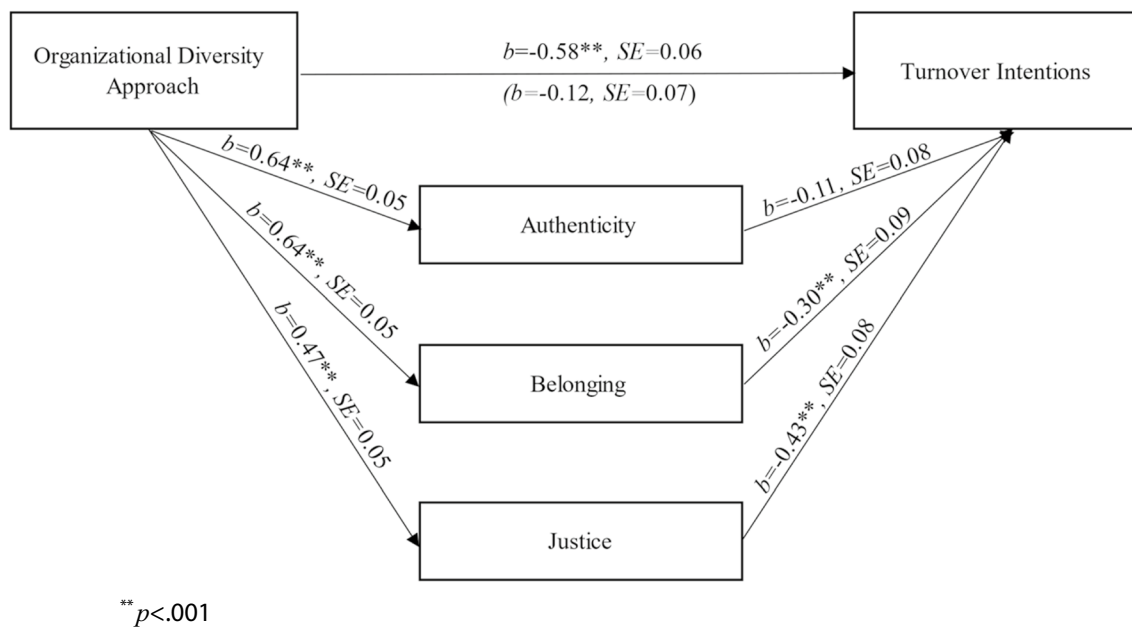 Organizational Diversity
Approach
b=-0.58**, SE=0.06
(b=-0.12, SE=0.07)
Turnover Intentions
b=0.64**, SE=0.05
b=-0.11, SE=0.08
Authenticity
b=0.64**, SE=0.05
b=-0.30**, SE=0.09
Belonging
b=0.47**, SE=0.05
b=-0.43**, SE=0.08
Justice
**p<.001